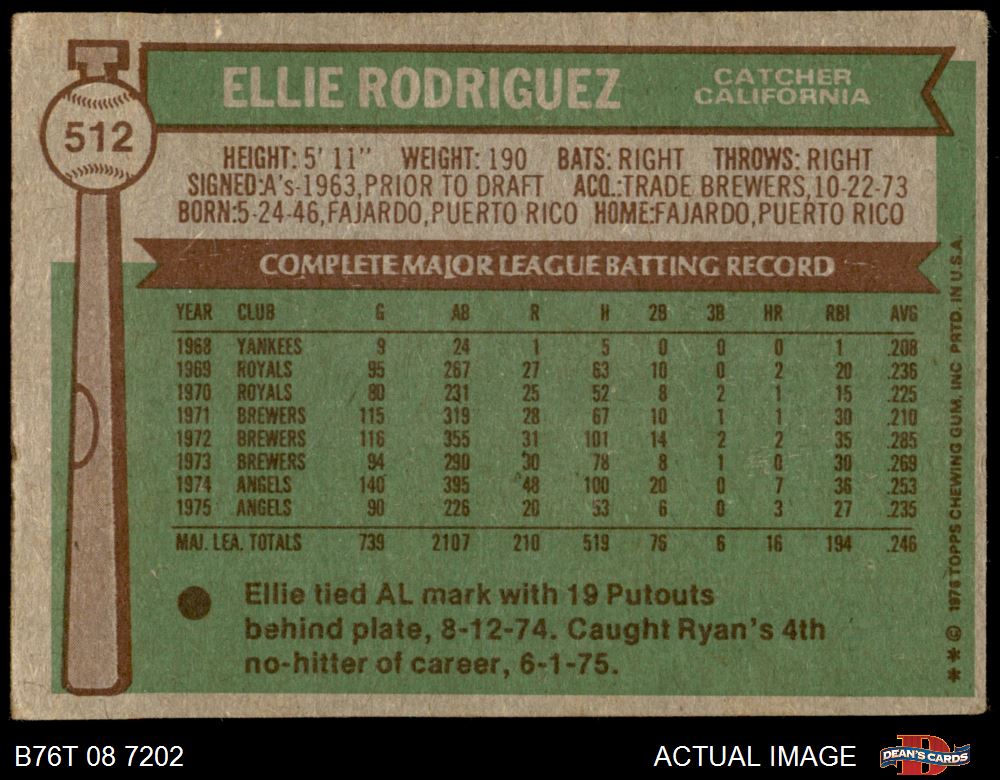 ELLIE RODRIGUEZ
CATCHER
CALIFORNIA
512
HEIGHT: 5' 11" WEIGHT: 190 BATS: RIGHT THROWS: RIGHT
SIGNED: A's-1963, PRIOR TO DRAFT ACQ.: TRADE BREWERS, 10-22-73
BORN: 5-24-46, FAJARDO, PUERTO RICO HOME: FAJARDO, PUERTO RICO
COMPLETE MAJOR LEAGUE BATTING RECORD
YEAR CLUB G AB R H 2B 3B HR RBI AVG
1968 YANKEES 9 24 1 5 0 0 0 1 .208
1969 ROYALS 95 267 27 63 10 0 2 20 .236
1970 ROYALS 80 231 25 52 8 2 1 15 .225
1971 BREWERS 115 319 28 67 10 1 1 30 .210
1972 BREWERS 116 355 31 101 14 2 2 35 .285
1973 BREWERS 94 290 30 78 8 1 0 30 .269
1974 ANGELS 140 395 48 100 20 0 7 36 .253
1975 ANGELS 90 226 20 53 6 0 3 27 .235
MAJ. LEA. TOTALS 739 2107 210 519 76 6 16 194 .246
Ellie tied AL mark with 19 Putouts
behind plate, 8-12-74. Caught Ryan's 4th
no-hitter of career, 6-1-75.
* * © 1976 TOPPS CHEWING GUM, INC PRTD. IN U.S.A.
B76T 08 7202
ACTUAL IMAGE
DEAN'S CARDS